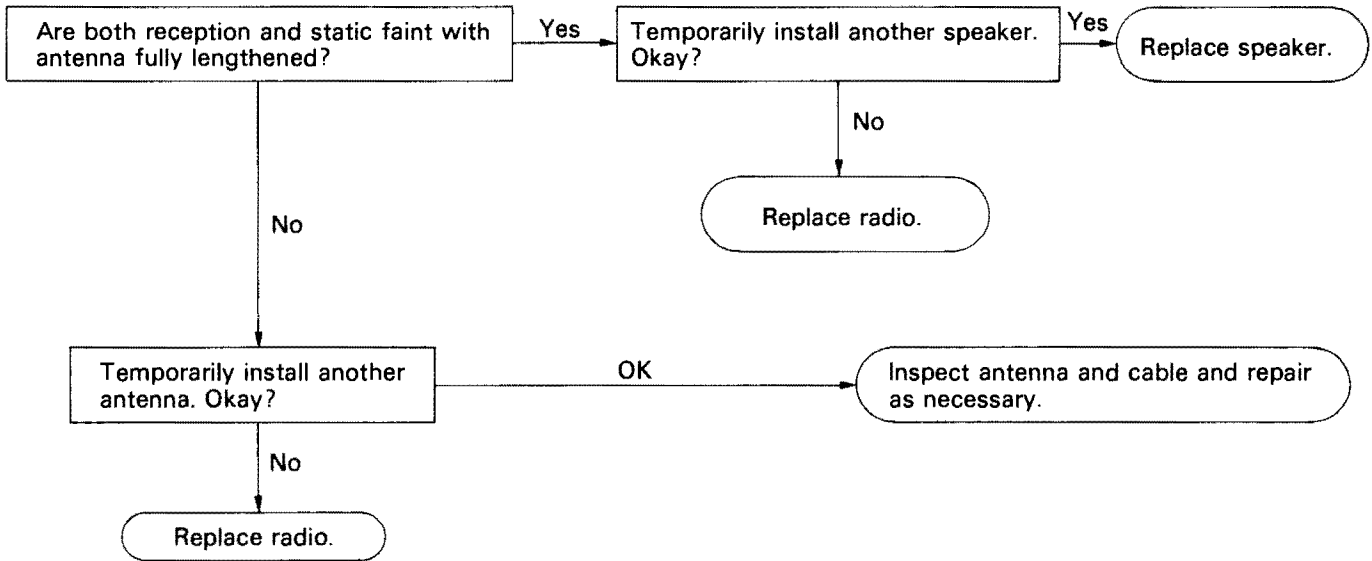 Are both reception and static faint with
antenna fully lengthened?
Yes
Temporarily install another speaker.
Okay?
Yes
Replace speaker.
No
Replace radio.
No
Temporarily install another
antenna. Okay?
OK
Inspect antenna and cable and repair
as necessary.
No
Replace radio.